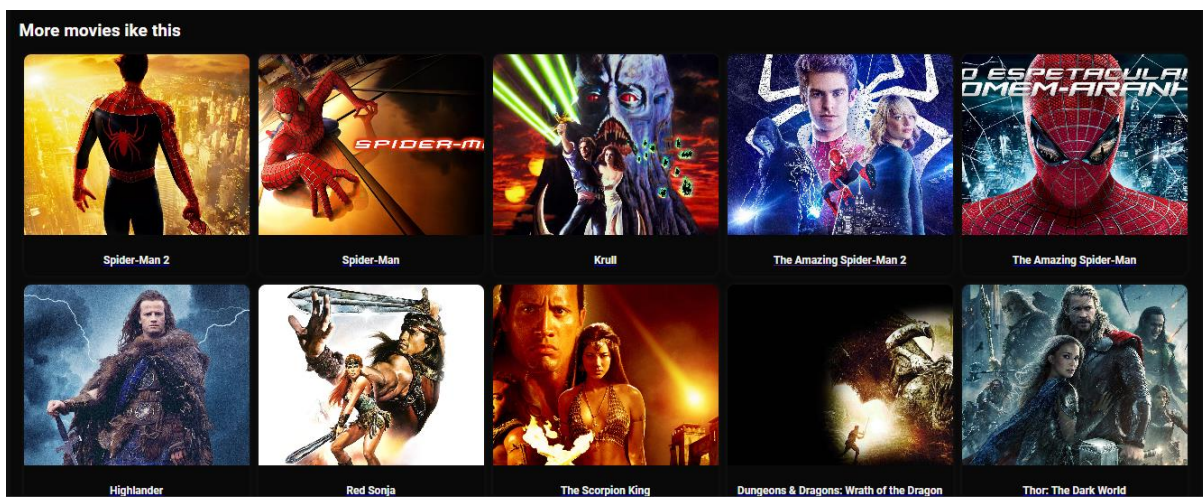 More movies ike this
SPIDER-M
O ESPETACULA
OMEM-ARANH
Spider-Man 2
Spider-Man
Krull
The Amazing Spider-Man 2
The Amazing Spider-Man
Highlander
Red Sonja
The Scorpion King
Dungeons & Dragons: Wrath of the Dragon
Thor: The Dark World